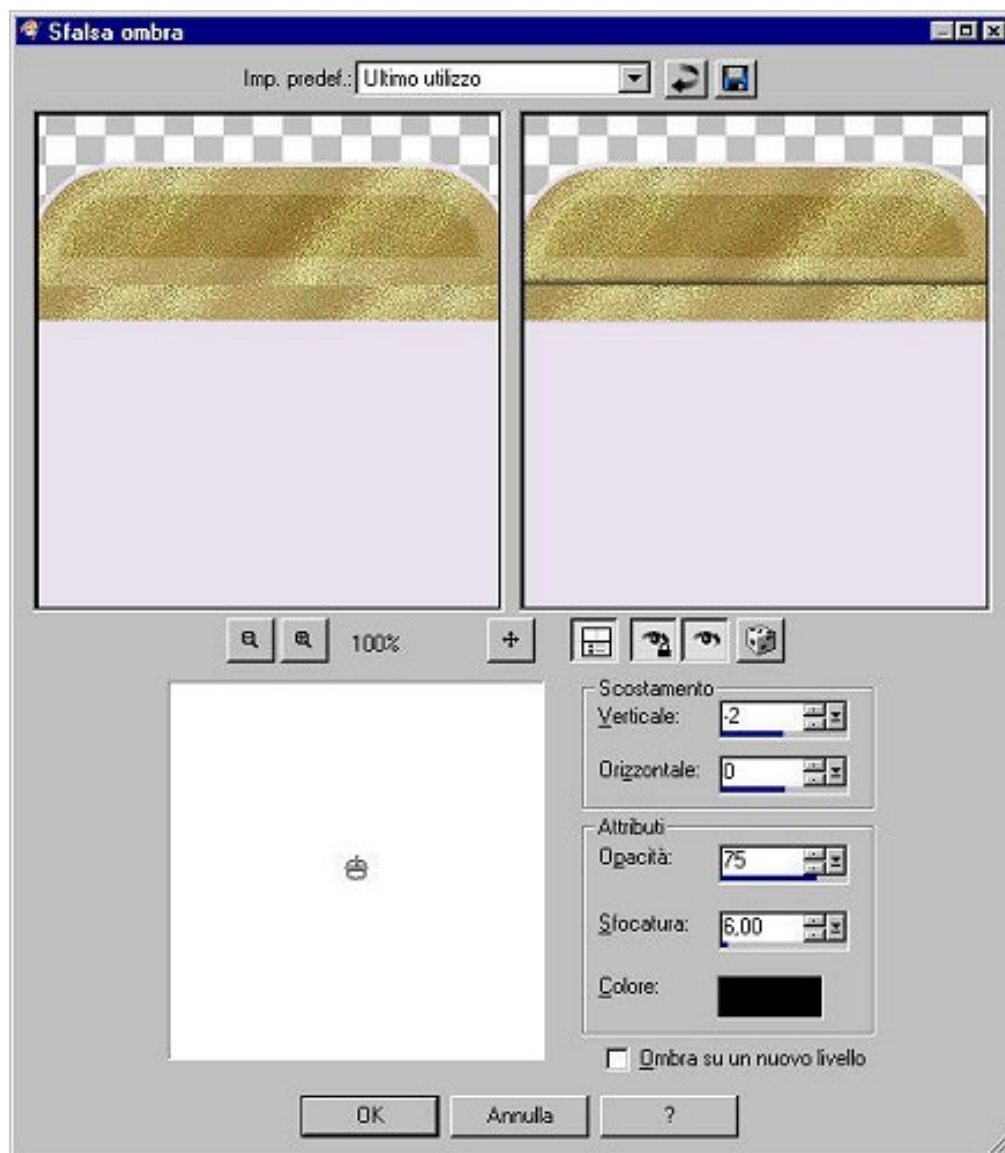 Sfalsa ombra
Imp. predef.: Ultimo utilizzo
100%
Scostamento
Verticale: -2
Orizzontale: 0
Attributi
Opacità: 75
Sfocatura: 6,00
Colore:
Ombra su un nuovo livello
OK Annulla ?